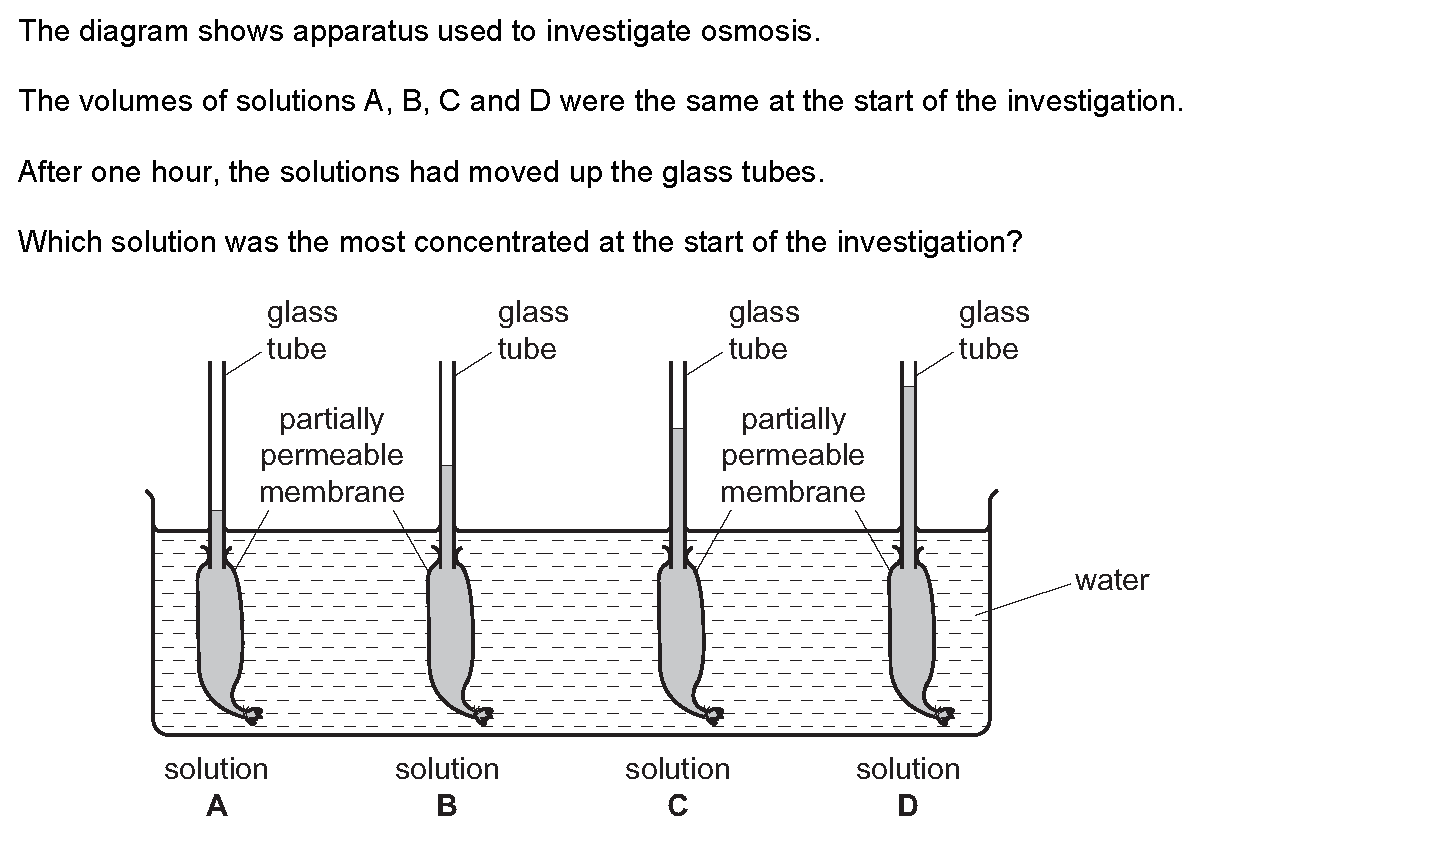 The diagram shows apparatus used to investigate osmosis.
The volumes of solutions A, B, C and D were the same at the start of the investigation.
After one hour, the solutions had moved up the glass tubes.
Which solution was the most concentrated at the start of the investigation?
glass glass glass glass
tube tube tube tube
partially partially
permeable permeable
membrane membrane
water
solution solution solution solution
A B C D